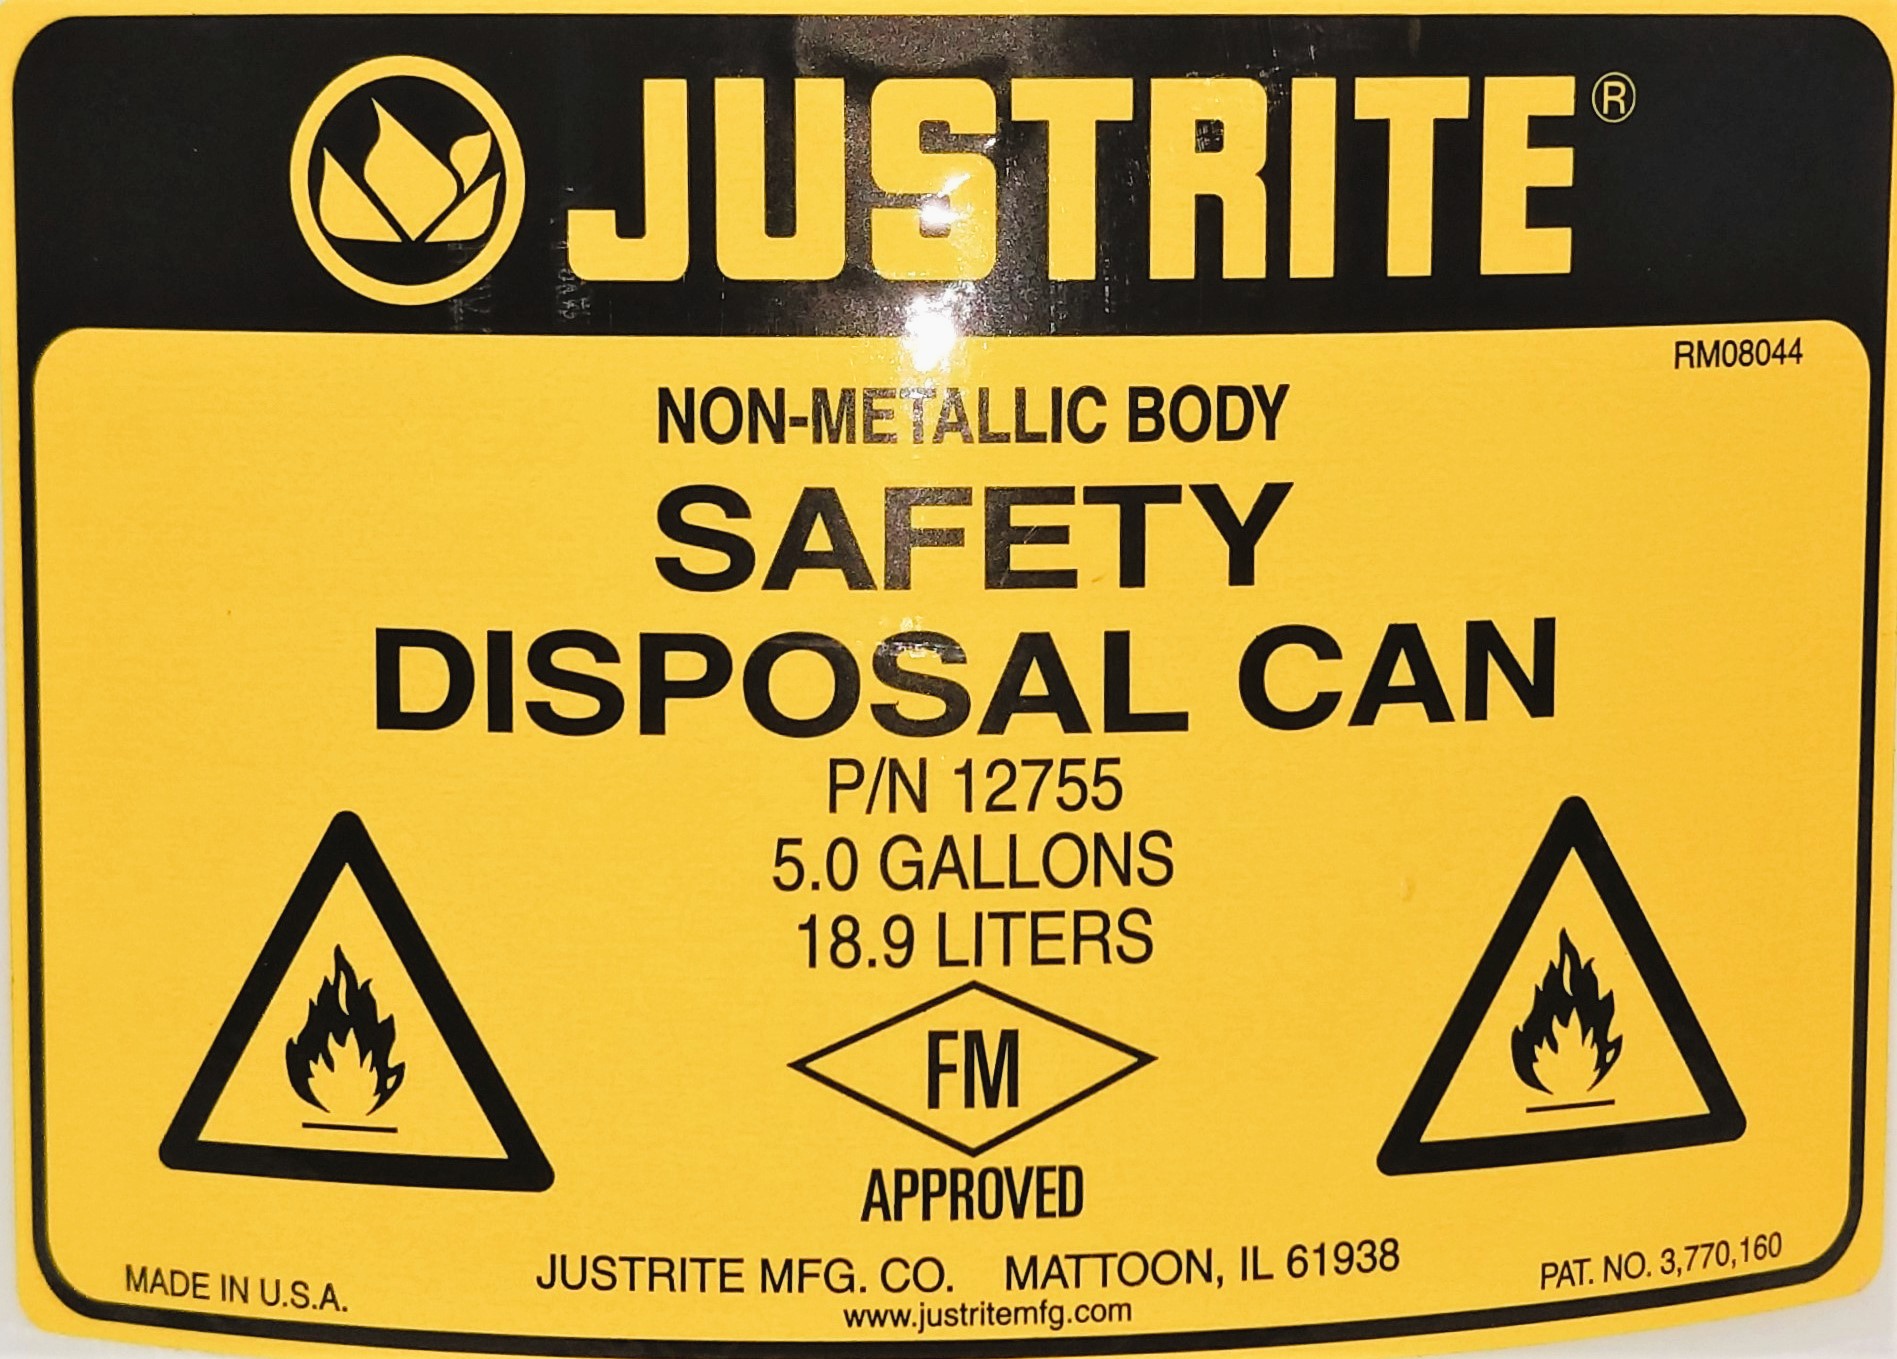 JUSTRITE®
RM08044
NON-METALLIC BODY
SAFETY
DISPOSAL CAN
P/N 12755
5.0 GALLONS
18.9 LITERS
FM
APPROVED
MADE IN U.S.A.
JUSTRITE MFG. CO. MATTOON, IL 61938
www.justritemfg.com
PAT. NO. 3,770,160